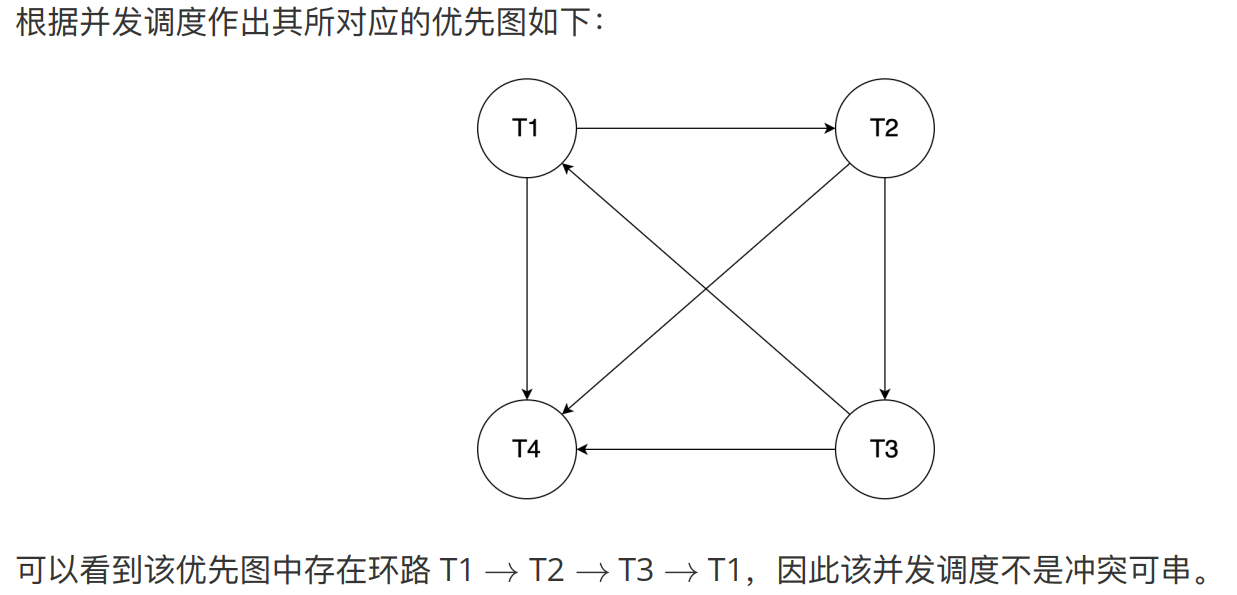 根据并发调度作出其所对应的优先图如下：
T1
T2
T4
T3
可以看到该优先图中存在环路 T1 → T2 → T3 → T1，因此该并发调度不是冲突可串。